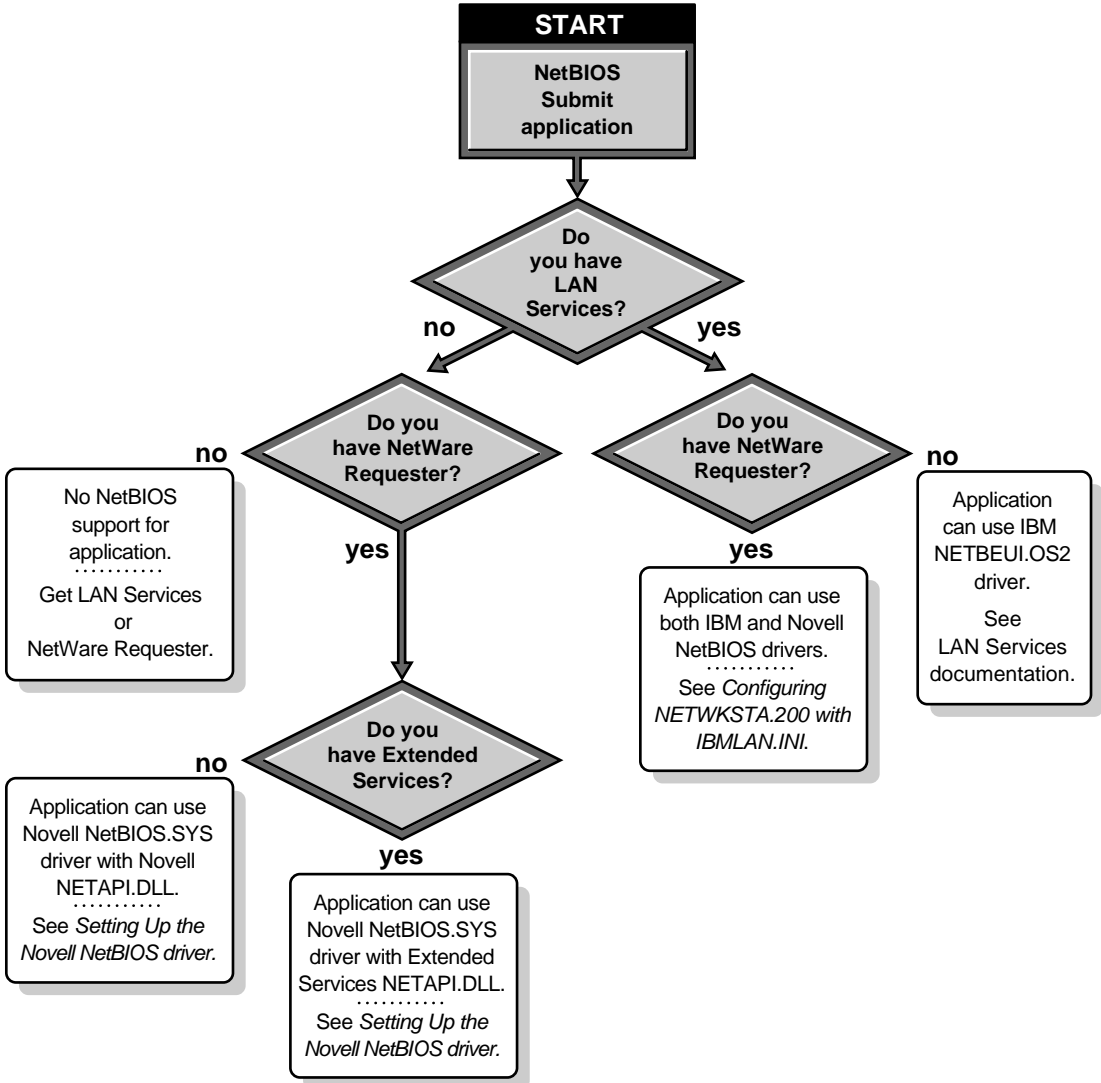 START
NetBIOS
Submit
application
Do
you have
LAN
Services?
no
yes
Do you
have NetWare
Requester?
Do you
have NetWare
Requester?
no
No NetBIOS
support for
application.
Get LAN Services
or
NetWare Requester.
yes
yes
Application can use
both IBM and Novell
NetBIOS drivers.
See Configuring
NETWKSTA.200 with
IBMLAN.INI.
no
Application
can use IBM
NETBEUI.OS2
driver.
See
LAN Services
documentation.
Do you
have Extended
Services?
no
Application can use
Novell NetBIOS.SYS
driver with Novell
NETAPI.DLL.
See Setting Up the
Novell NetBIOS driver.
yes
Application can use
Novell NetBIOS.SYS
driver with Extended
Services NETAPI.DLL.
See Setting Up the
Novell NetBIOS driver.